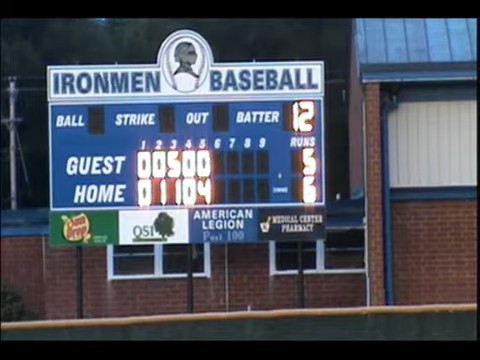 IRONMEN BASEBALL
BALL STRIKE OUT BATTER 12
1 2 3 4 5 6 7 8 9 RUNS
GUEST 0 0 5 0 0 5
HOME 0 1 1 0 4 6
Sun Drop
OSI
AMERICAN LEGION
Post 100
MEDICAL CENTER
PHARMACY